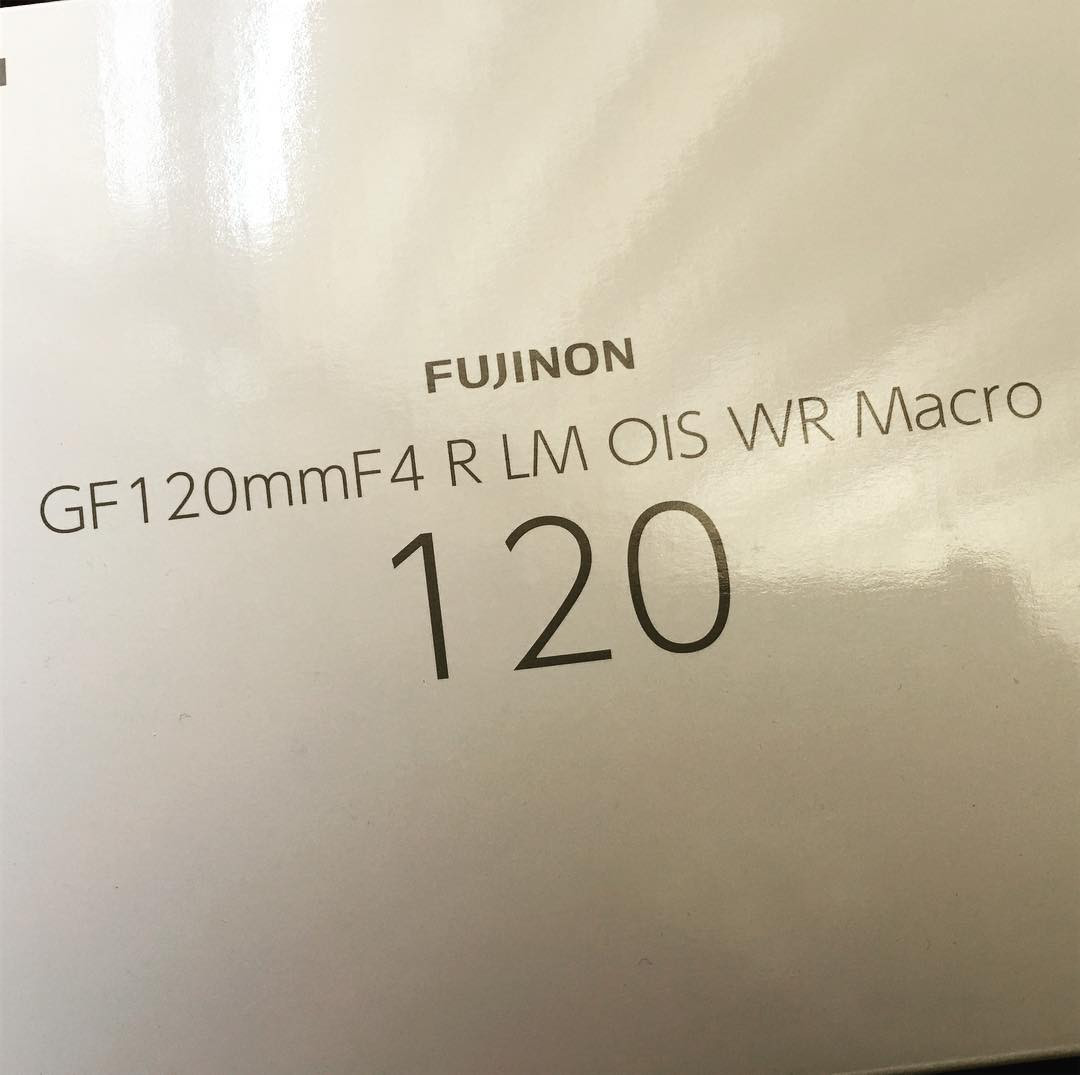 FUJINON
GF120mmF4 R LM OIS WR Macro
120